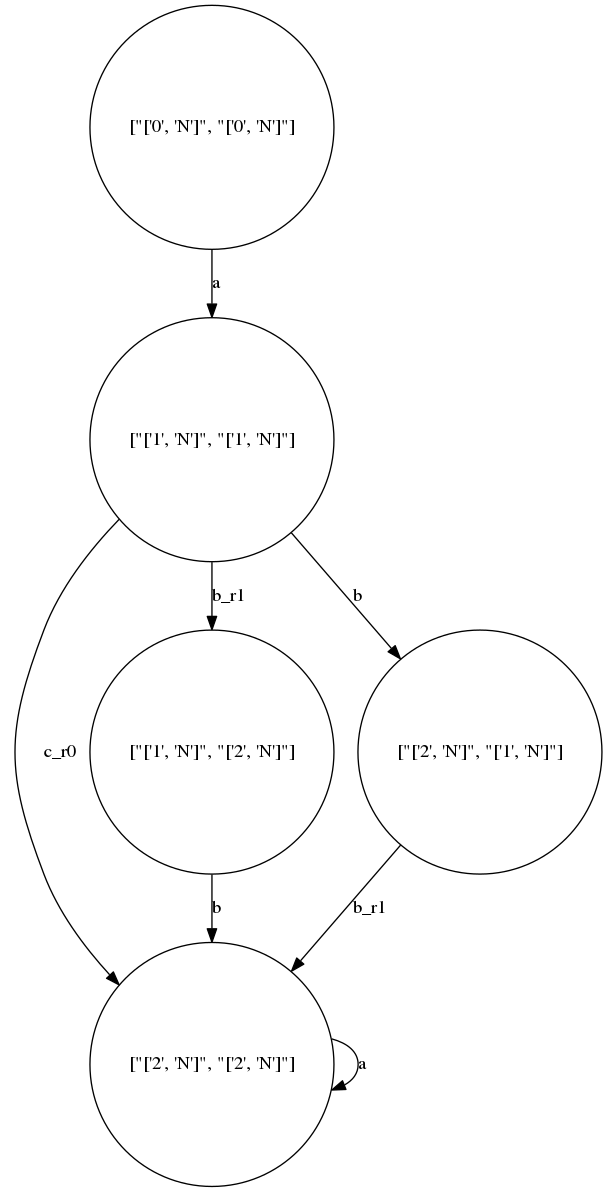 ["['0', 'N']", "['0', 'N']"]
a
["['1', 'N']", "['1', 'N']"]
b_r1
b
c_r0
["['1', 'N']", "['2', 'N']"]
["['2', 'N']", "['1', 'N']"]
b
b_r1
["['2', 'N']", "['2', 'N']"]
a